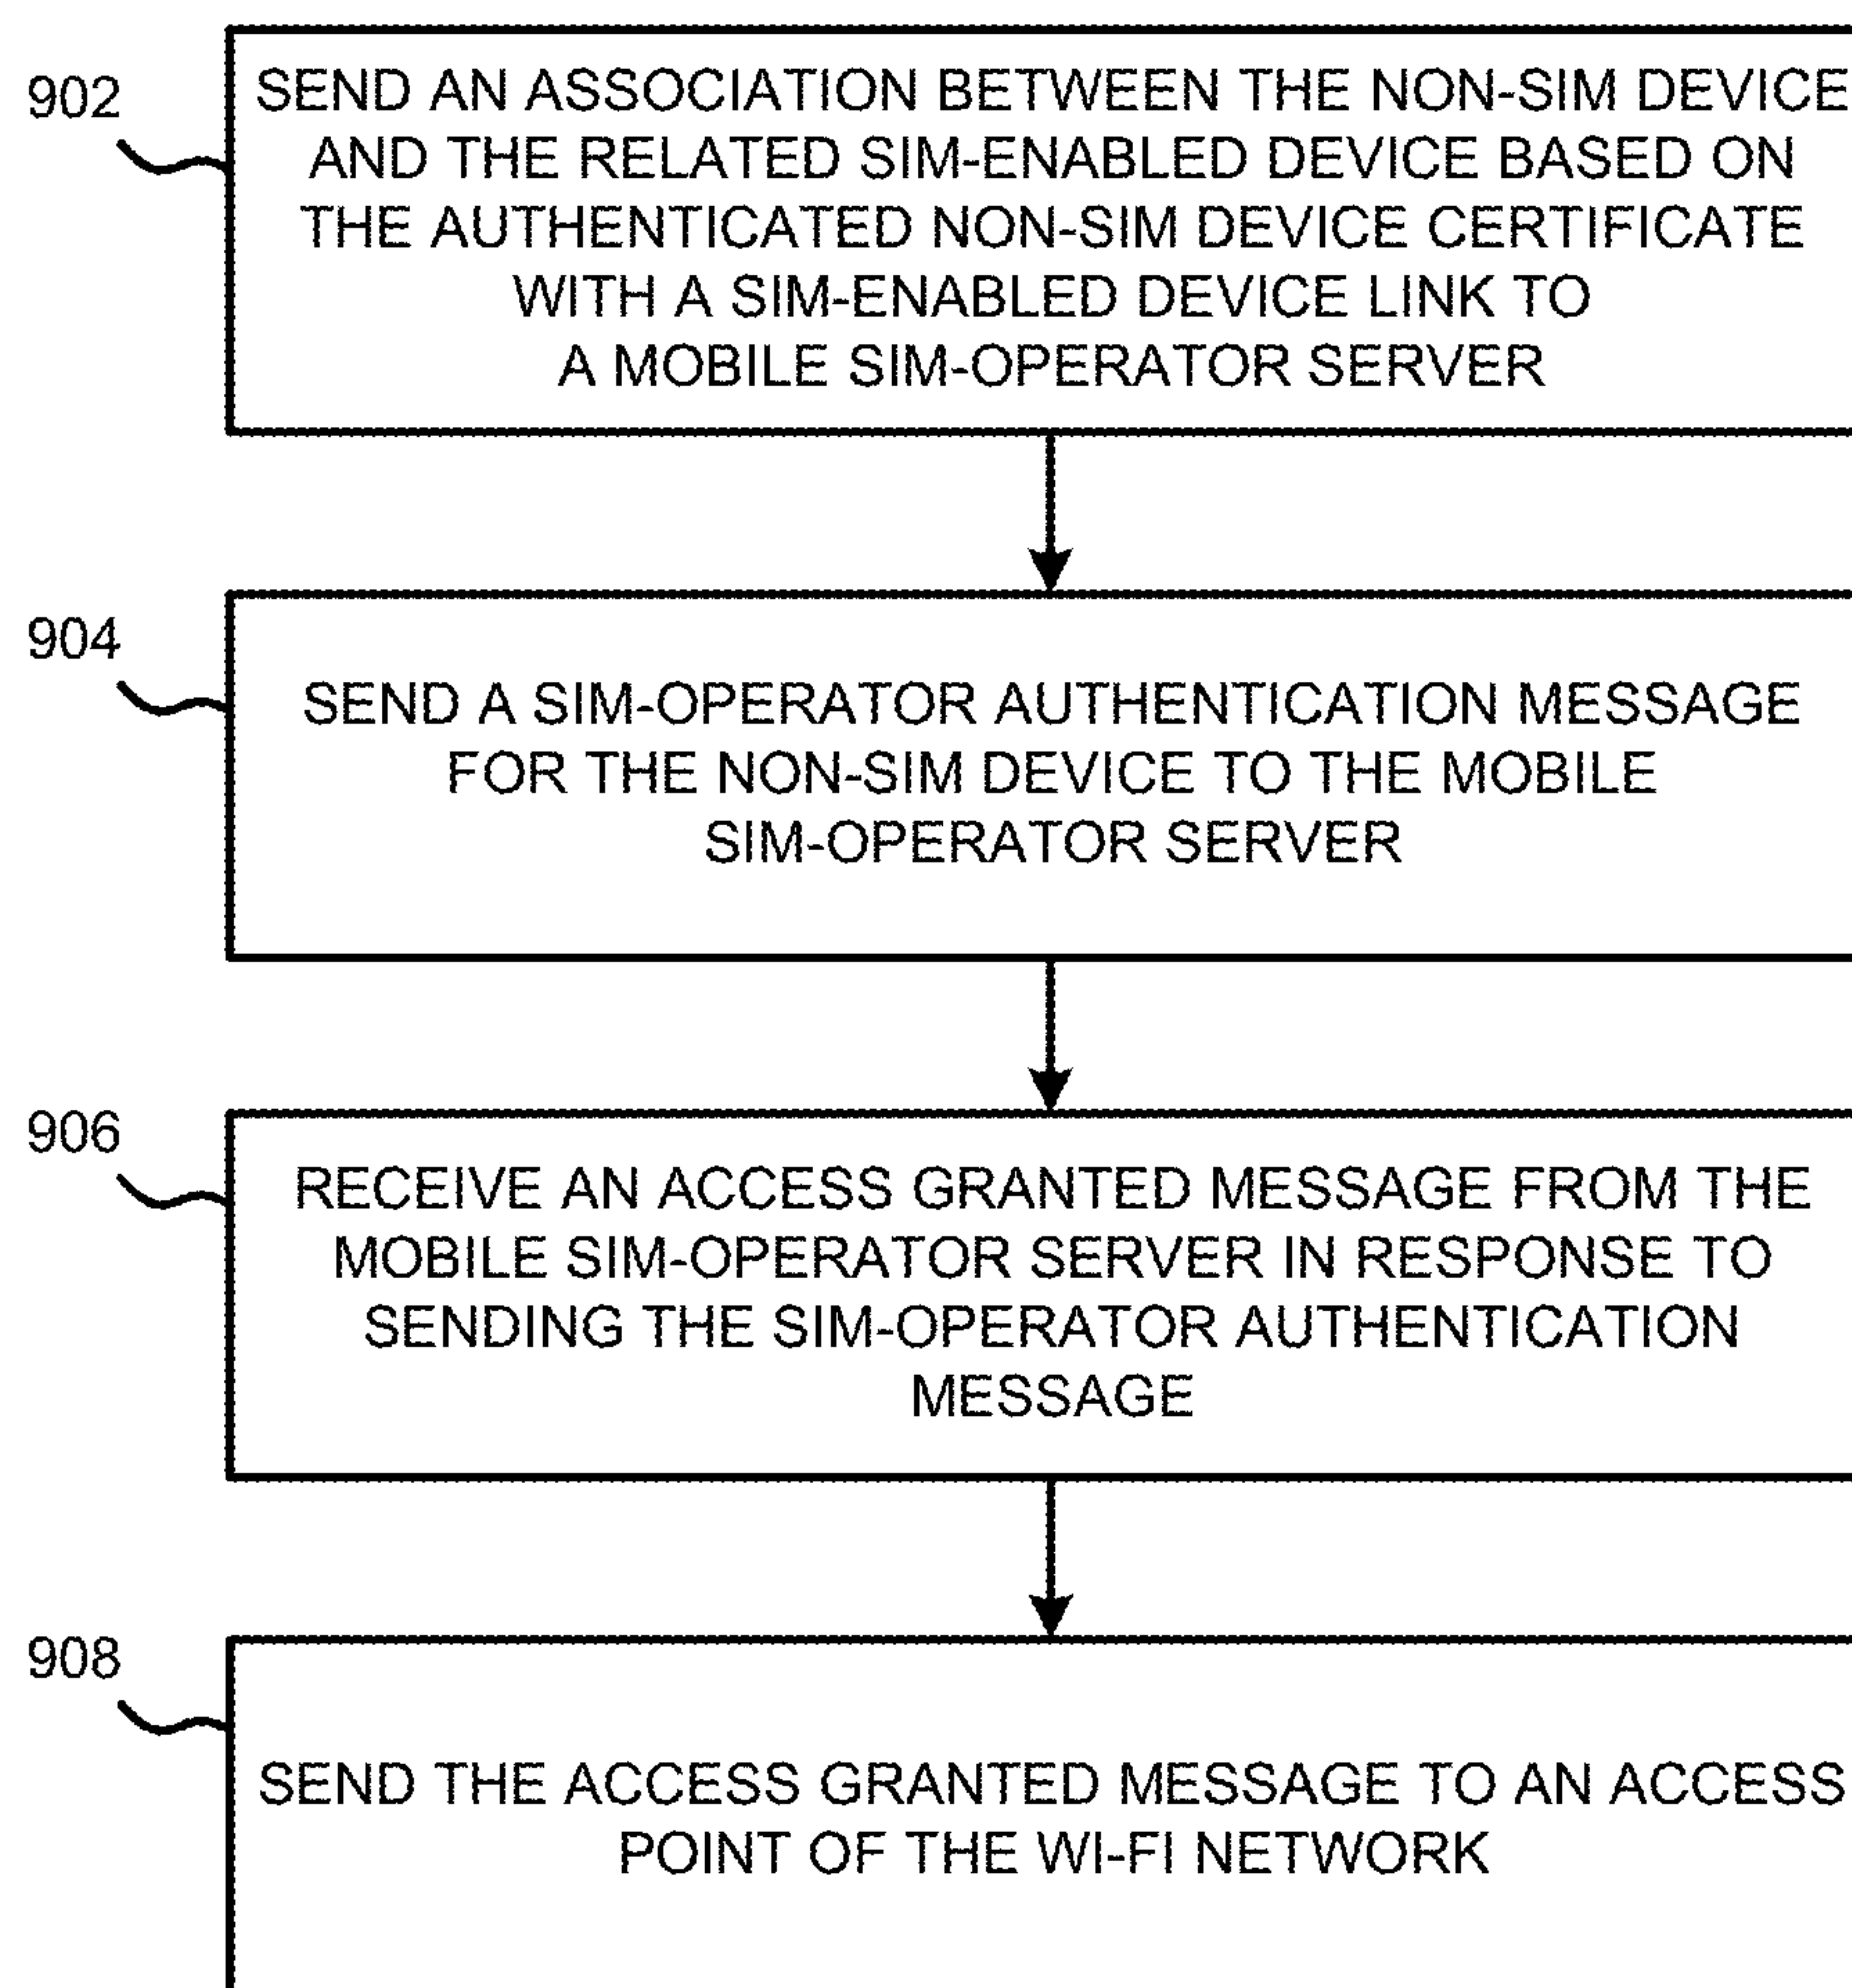 902
SEND AN ASSOCIATION BETWEEN THE NON-SIM DEVICE
AND THE RELATED SIM-ENABLED DEVICE BASED ON
THE AUTHENTICATED NON-SIM DEVICE CERTIFICATE
WITH A SIM-ENABLED DEVICE LINK TO
A MOBILE SIM-OPERATOR SERVER
904
SEND A SIM-OPERATOR AUTHENTICATION MESSAGE
FOR THE NON-SIM DEVICE TO THE MOBILE
SIM-OPERATOR SERVER
906
RECEIVE AN ACCESS GRANTED MESSAGE FROM THE
MOBILE SIM-OPERATOR SERVER IN RESPONSE TO
SENDING THE SIM-OPERATOR AUTHENTICATION
MESSAGE
908
SEND THE ACCESS GRANTED MESSAGE TO AN ACCESS
POINT OF THE WI-FI NETWORK